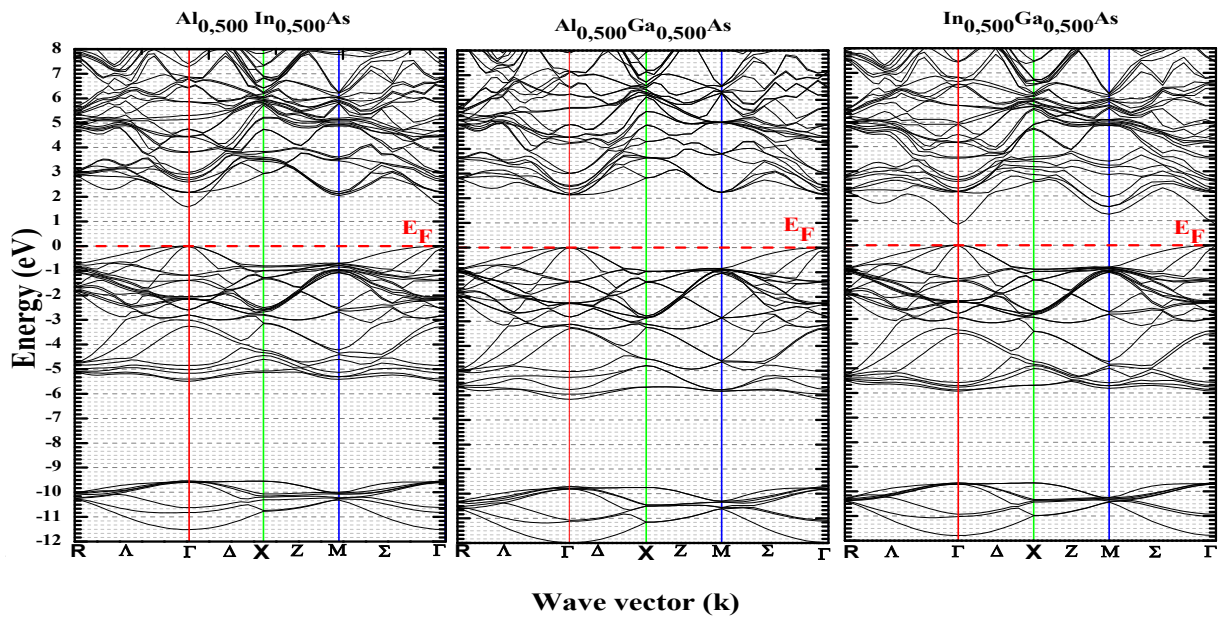 Al0,500 In0,500As
Al0,500Ga0,500As
In0,500Ga0,500As
Energy (eV)
8
7
6
5
4
3
2
1
0
-1
-2
-3
-4
-5
-6
-7
-8
-9
-10
-11
-12
EF
EF
EF
R Λ Γ Δ X Z M Σ Γ
R Λ Γ Δ X Z M Σ Γ
R Λ Γ Δ X Z M Σ Γ
Wave vector (k)